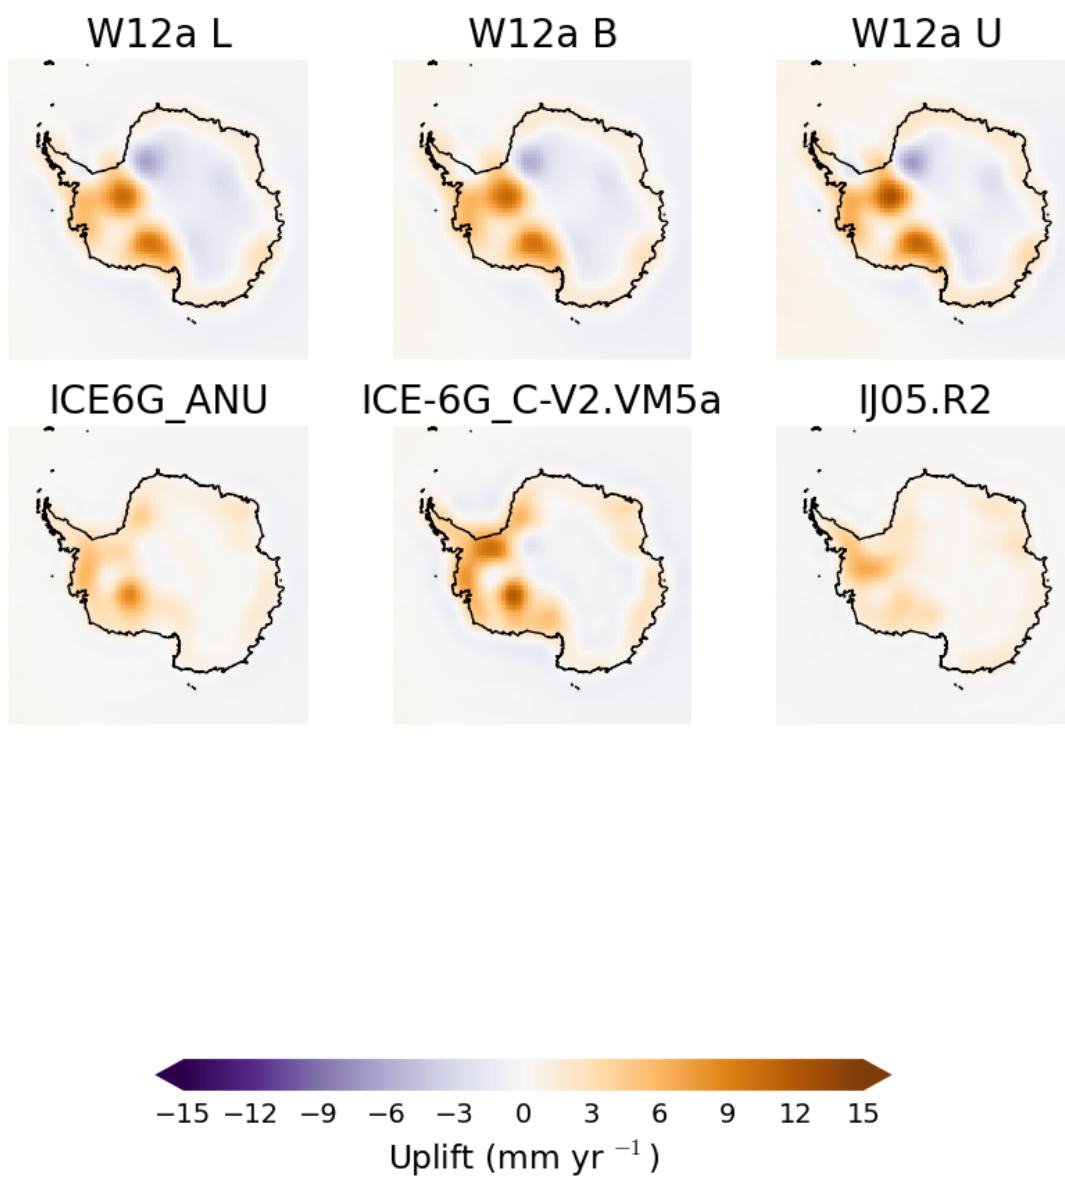 W12a L W12a B W12a U
ICE6G_ANU ICE-6G_C-V2.VM5a IJ05.R2
−15 −12 −9 −6 −3 0 3 6 9 12 15
Uplift (mm yr ⁻¹)